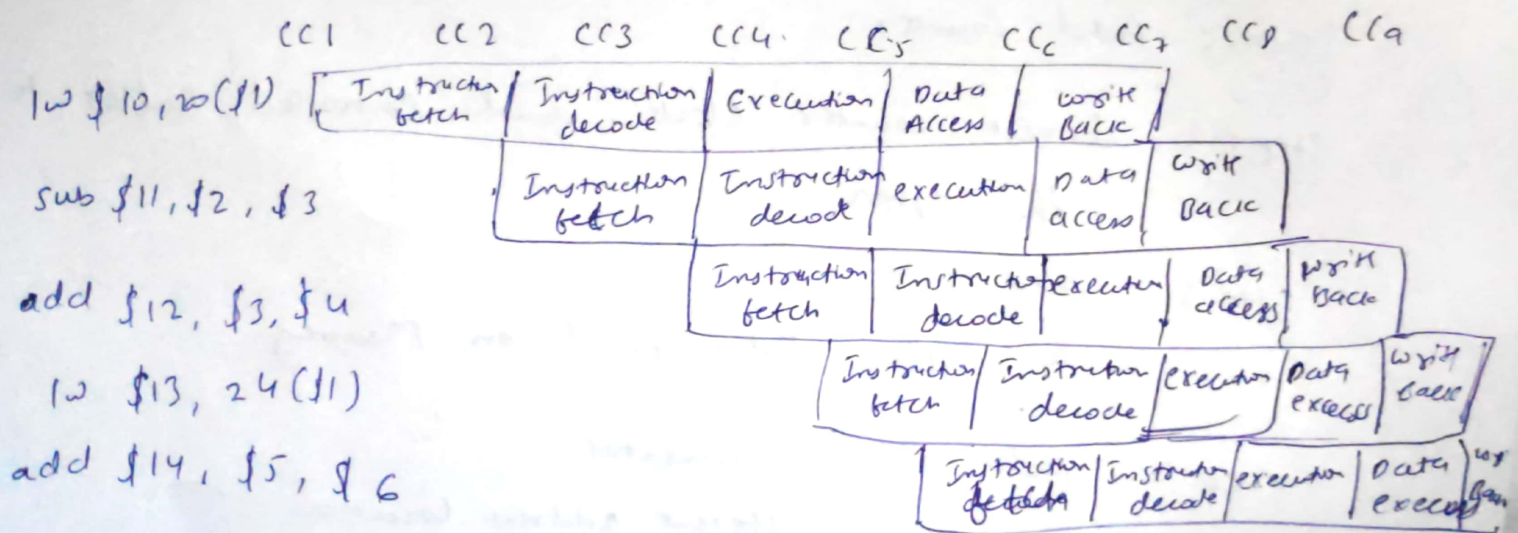 CC1 CC2 CC3 CC4 CC5 CC6 CC7 CC8 CC9
lw $10, 20($1) Instruction fetch Instruction decode Execution Data Access write Back
sub $11, $2, $3 Instruction fetch Instruction decode execution Data access write Back
add $12, $3, $4 Instruction fetch Instruction decode execution Data access write Back
lw $13, 24($1) Instruction fetch Instruction decode execution Data excess write back
add $14, $5, $6 Instruction fetch Instruction decode execution Data